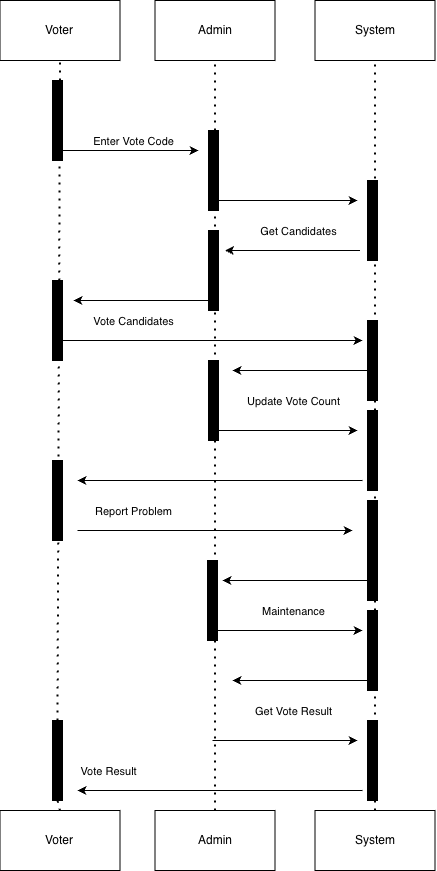 Voter
Admin
System
Enter Vote Code
Get Candidates
Vote Candidates
Update Vote Count
Report Problem
Maintenance
Get Vote Result
Vote Result
Voter
Admin
System